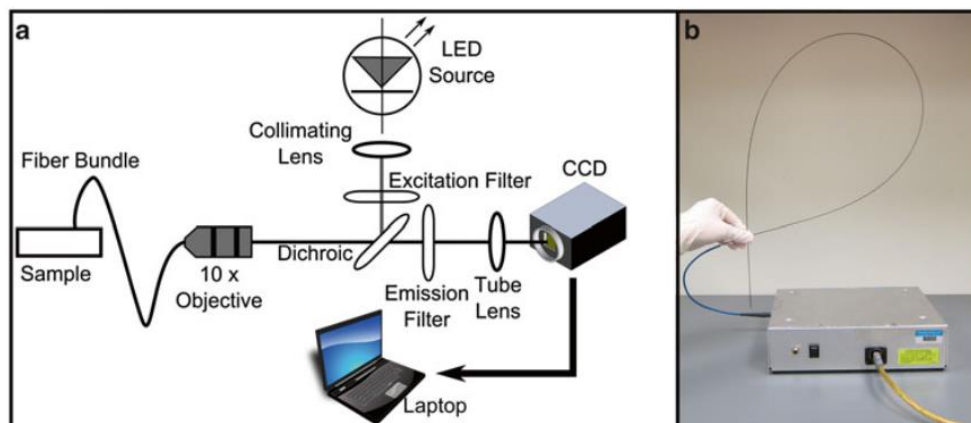 a
LED
Source
Collimating
Lens
Fiber Bundle
Excitation Filter
CCD
Sample
10 x
Objective
Dichroic
Emission
Filter
Tube
Lens
Laptop
b